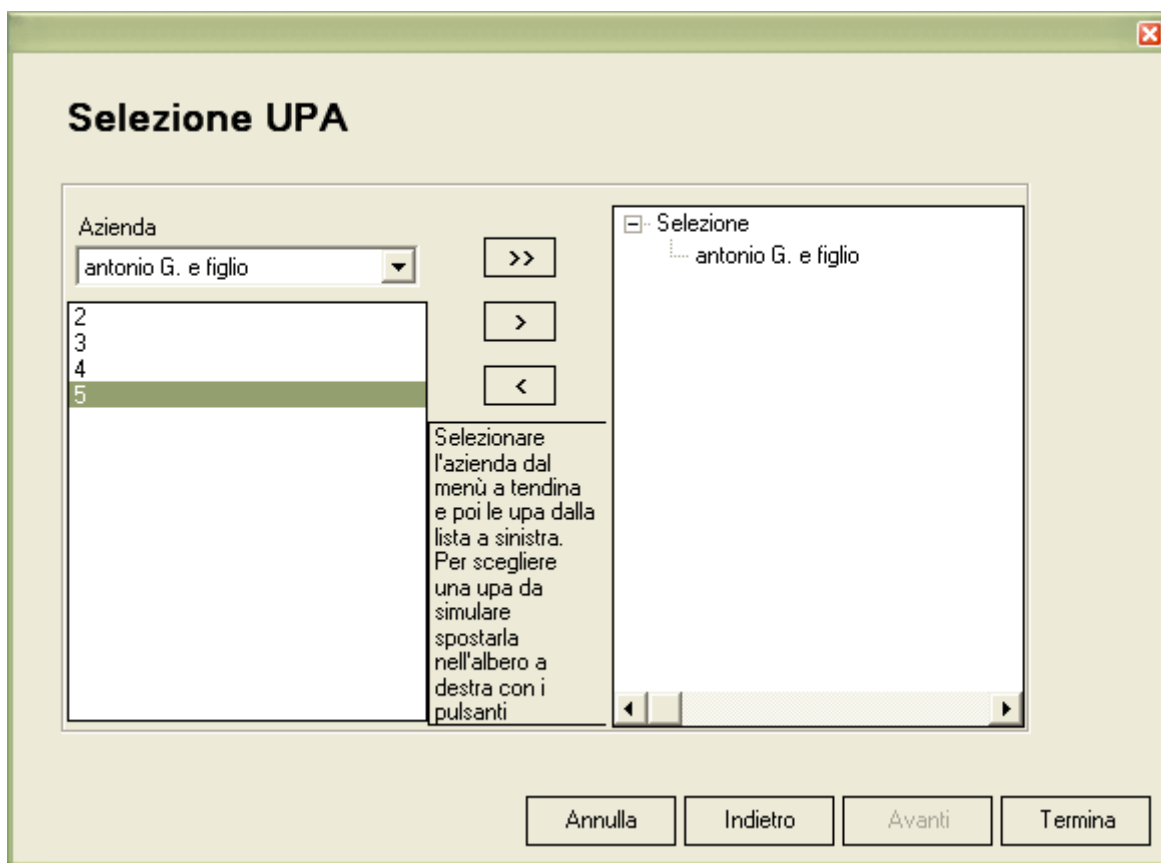 Selezione UPA
Azienda
antonio G. e figlio
2
3
4
5
>>
>
<
Selezionare
l'azienda dal
menù a tendina
e poi le upa dalla
lista a sinistra.
Per scegliere
una upa da
simulare
spostarla
nell'albero a
destra con i
pulsanti
Selezione
antonio G. e figlio
Annulla
Indietro
Avanti
Termina